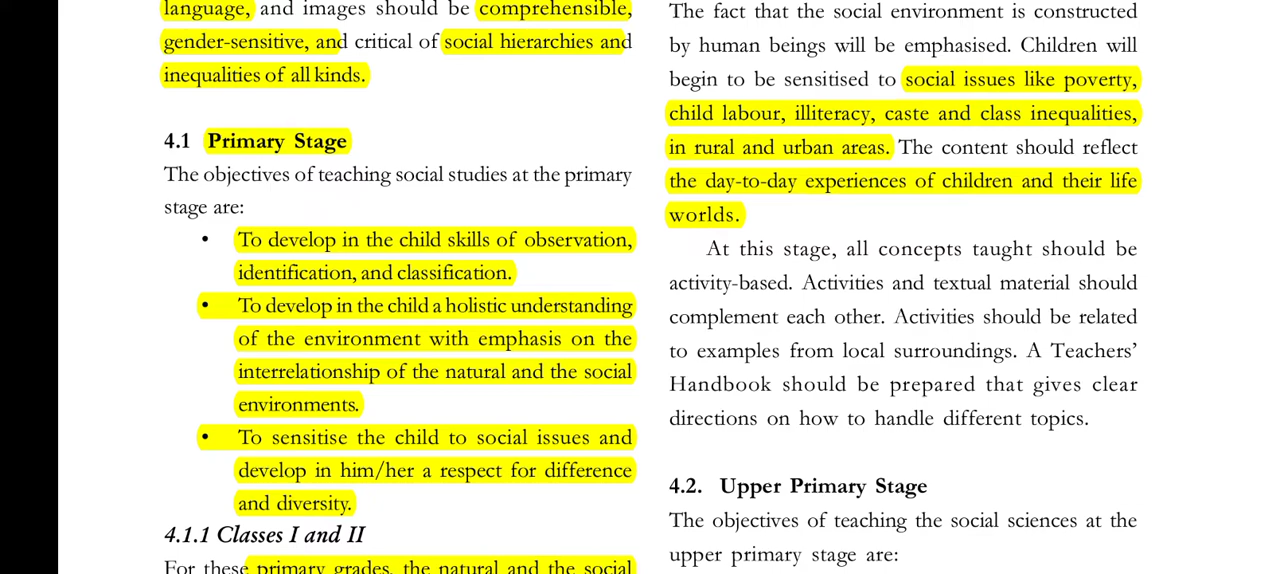 language, and images should be comprehensible,
gender-sensitive, and critical of social hierarchies and
inequalities of all kinds.
4.1 Primary Stage
The objectives of teaching social studies at the primary
stage are:
• To develop in the child skills of observation,
identification, and classification.
• To develop in the child a holistic understanding
of the environment with emphasis on the
interrelationship of the natural and the social
environments.
• To sensitise the child to social issues and
develop in him/her a respect for difference
and diversity.
4.1.1 Classes I and II
For these primary grades, the natural and the social
The fact that the social environment is constructed
by human beings will be emphasised. Children will
begin to be sensitised to social issues like poverty,
child labour, illiteracy, caste and class inequalities,
in rural and urban areas. The content should reflect
the day-to-day experiences of children and their life
worlds.
At this stage, all concepts taught should be
activity-based. Activities and textual material should
complement each other. Activities should be related
to examples from local surroundings. A Teachers’
Handbook should be prepared that gives clear
directions on how to handle different topics.
4.2. Upper Primary Stage
The objectives of teaching the social sciences at the
upper primary stage are: